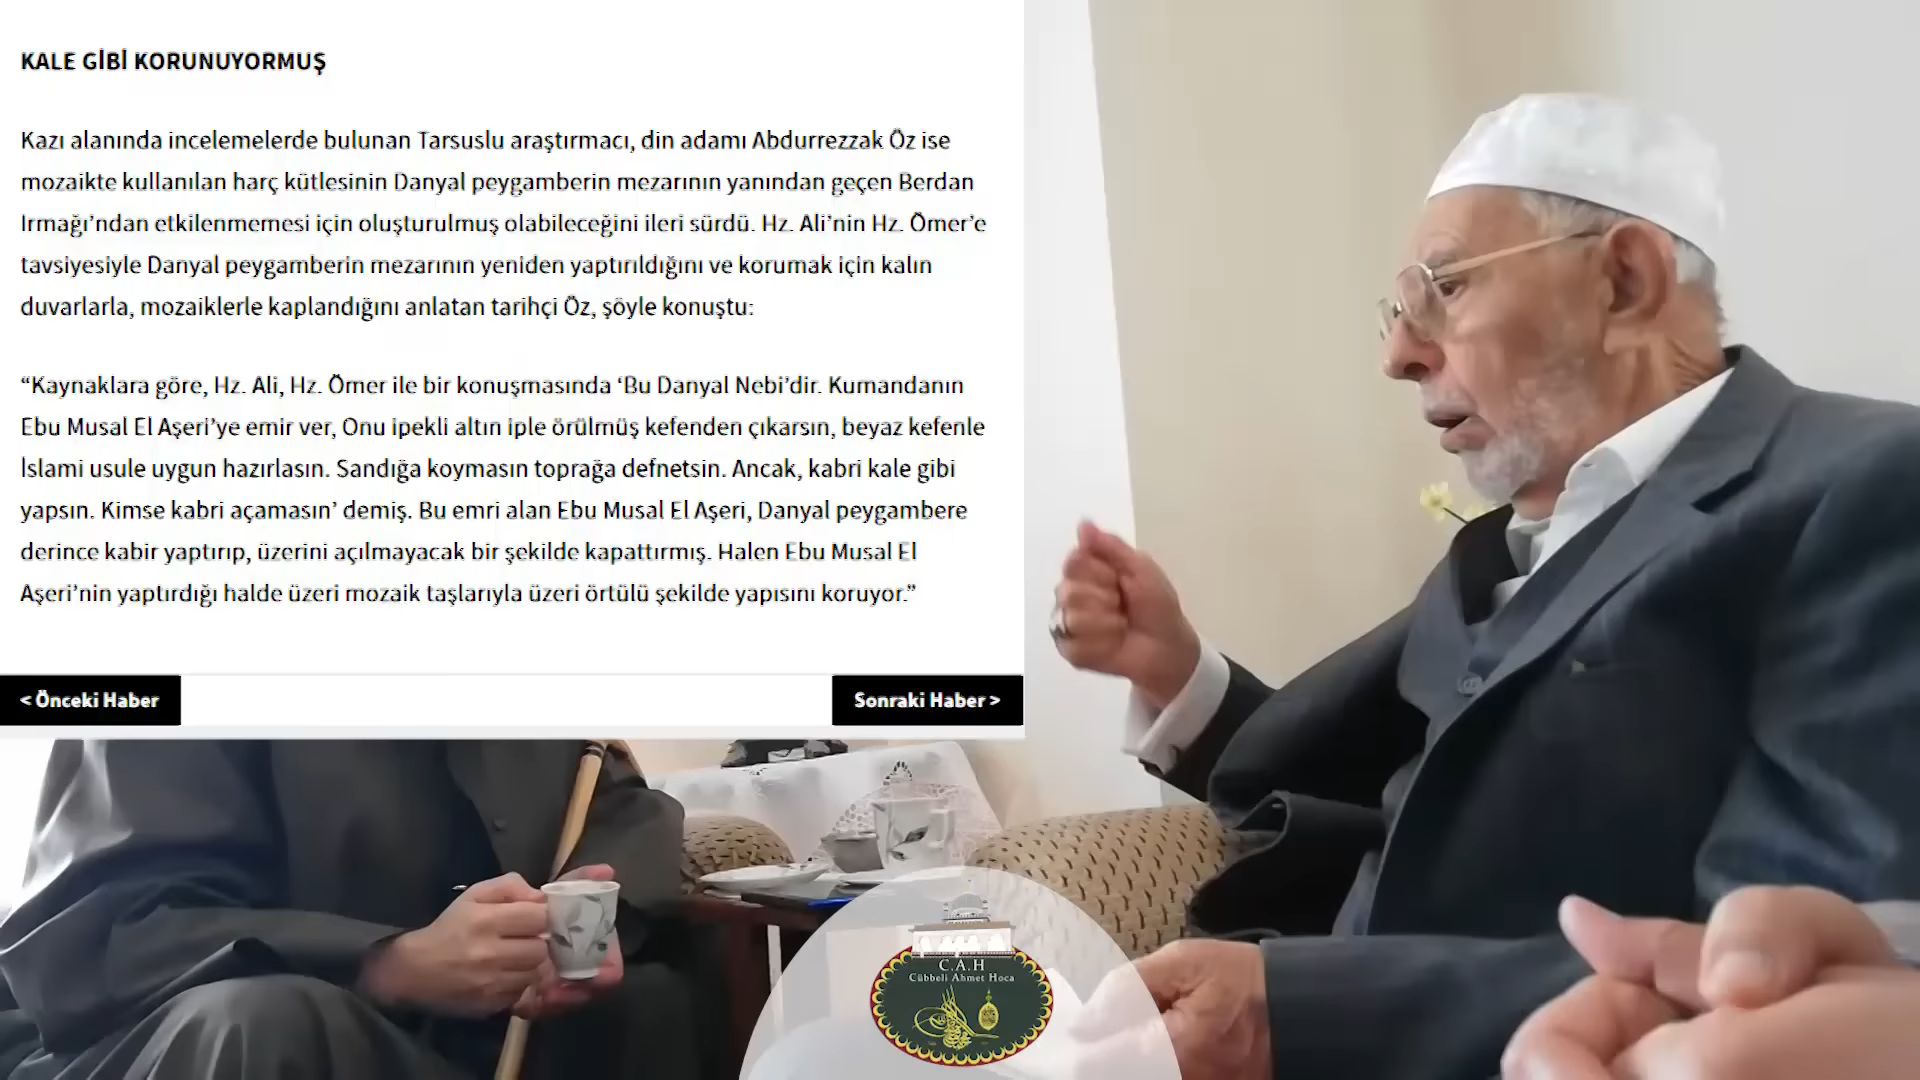 KALE GİBİ KORUNUYORMUŞ
Kazı alanında incelemelerde bulunan Tarsuslu araştırmacı, din adamı Abdurrezzak Öz ise
mozaikte kullanılan harç kütlesinin Danyal peygamberin mezarının yanından geçen Berdan
Irmağı’ndan etkilenmemesi için oluşturulmuş olabileceğini ileri sürdü. Hz. Ali’nin Hz. Ömer’e
tavsiyesiyle Danyal peygamberin mezarının yeniden yaptırıldığını ve korumak için kalın
duvarlarla, mozaiklerle kaplandığını anlatan tarihçi Öz, şöyle konuştu:
“Kaynaklara göre, Hz. Ali, Hz. Ömer ile bir konuşmasında ‘Bu Danyal Nebi’dir. Kumandanın
Ebu Musal El Aşeri’ye emir ver, Onu ipekli altın iple örülmüş kefenden çıkarsın, beyaz kefenle
İslami usule uygun hazırlasın. Sandığa koymasın toprağa defnetsin. Ancak, kabri kale gibi
yapsın. Kimse kabri açamasın’ demiş. Bu emri alan Ebu Musal El Aşeri, Danyal peygambere
derince kabir yaptırıp, üzerini açılmayacak bir şekilde kapattırmış. Halen Ebu Musal El
Aşeri’nin yaptırdığı halde üzeri mozaik taşlarıyla üzeri örtülü şekilde yapısını koruyor.”
< Önceki Haber
Sonraki Haber >
C.A.H
Cübbeli Ahmet Hoca